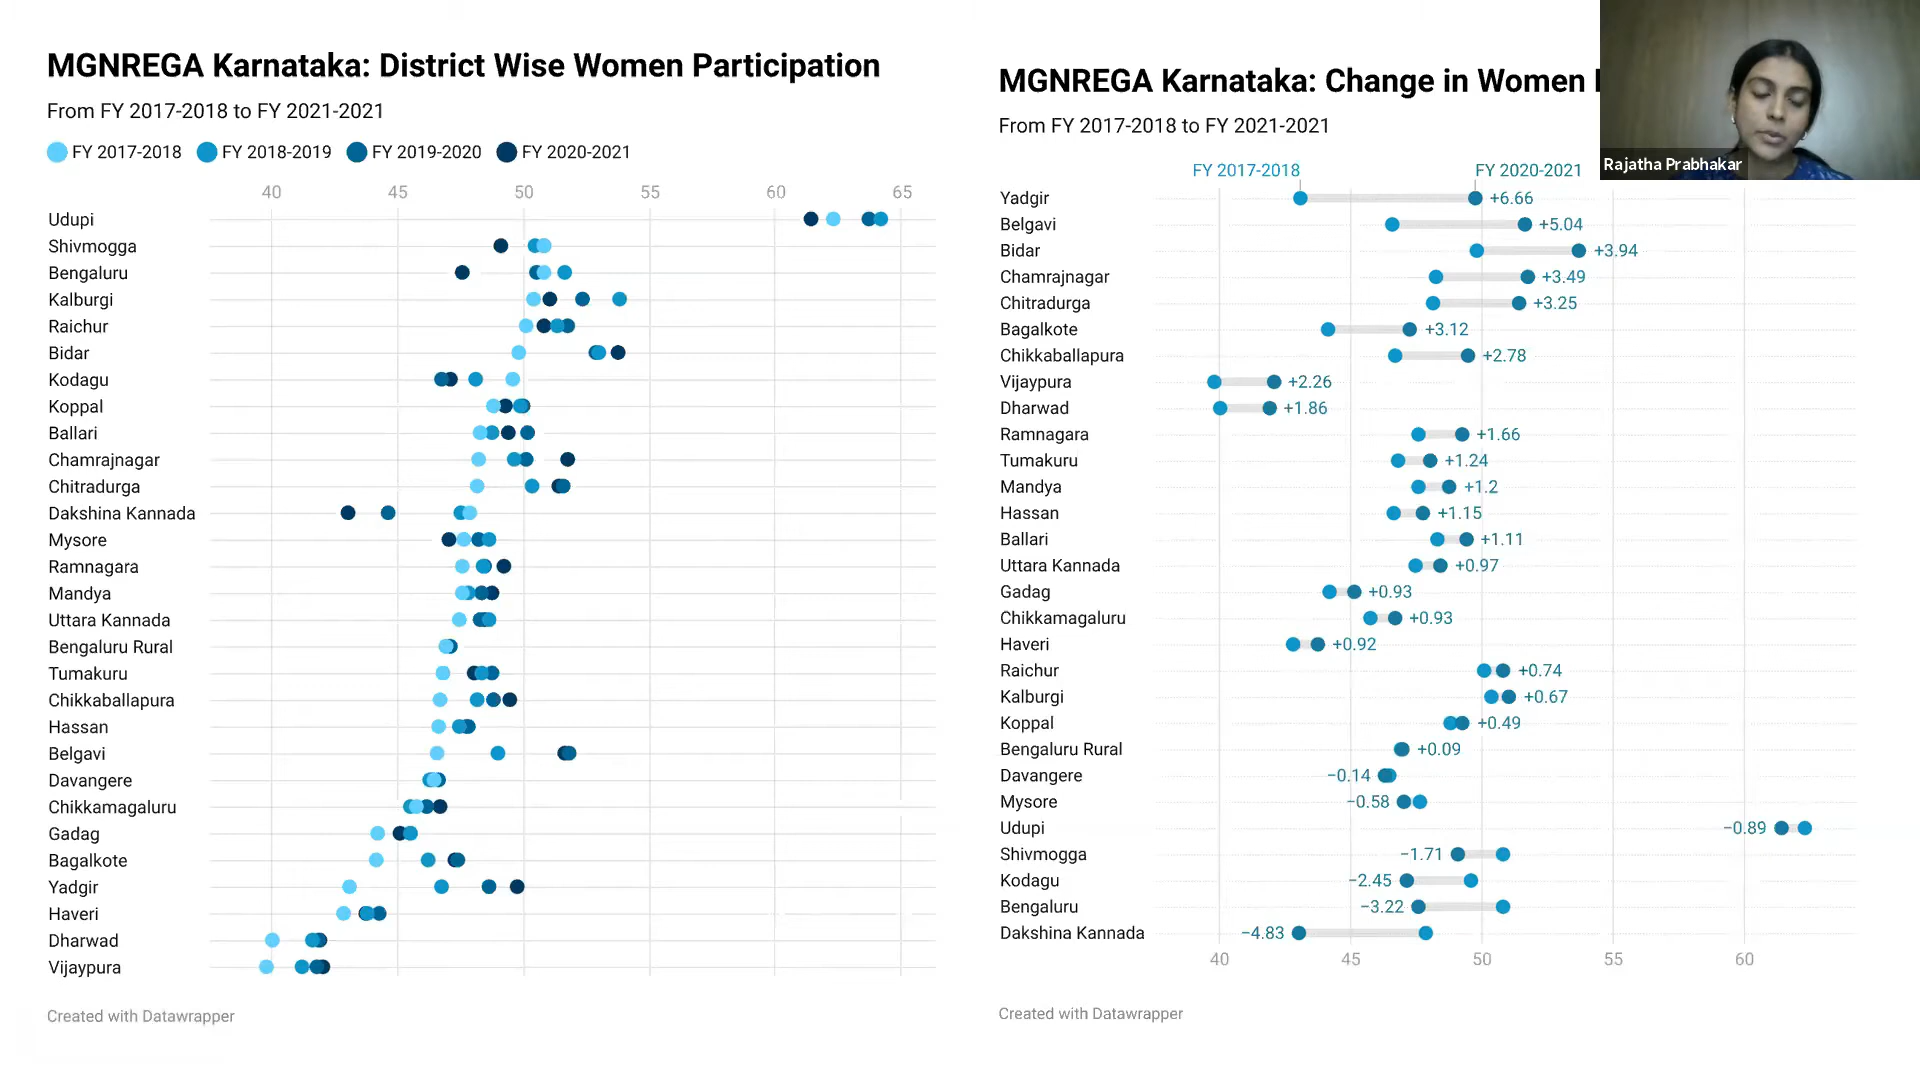 MGNREGA Karnataka: District Wise Women Participation
From FY 2017-2018 to FY 2021-2021
FY 2017-2018 FY 2018-2019 FY 2019-2020 FY 2020-2021
40 45 50 55 60 65
Udupi
Shivmogga
Bengaluru
Kalburgi
Raichur
Bidar
Kodagu
Koppal
Ballari
Chamrajnagar
Chitradurga
Dakshina Kannada
Mysore
Ramnagara
Mandya
Uttara Kannada
Bengaluru Rural
Tumakuru
Chikkaballapura
Hassan
Belgavi
Davangere
Chikkamagaluru
Gadag
Bagalkote
Yadgir
Haveri
Dharwad
Vijaypura
Created with Datawrapper
MGNREGA Karnataka: Change in Women
From FY 2017-2018 to FY 2021-2021
FY 2017-2018 FY 2020-2021
Yadgir +6.66
Belgavi +5.04
Bidar +3.94
Chamrajnagar +3.49
Chitradurga +3.25
Bagalkote +3.12
Chikkaballapura +2.78
Vijaypura +2.26
Dharwad +1.86
Ramnagara +1.66
Tumakuru +1.24
Mandya +1.2
Hassan +1.15
Ballari +1.11
Uttara Kannada +0.97
Gadag +0.93
Chikkamagaluru +0.93
Haveri +0.92
Raichur +0.74
Kalburgi +0.67
Koppal +0.49
Bengaluru Rural +0.09
Davangere −0.14
Mysore −0.58
Udupi −0.89
Shivmogga −1.71
Kodagu −2.45
Bengaluru −3.22
Dakshina Kannada −4.83
40 45 50 55 60
Created with Datawrapper
Rajatha Prabhakar